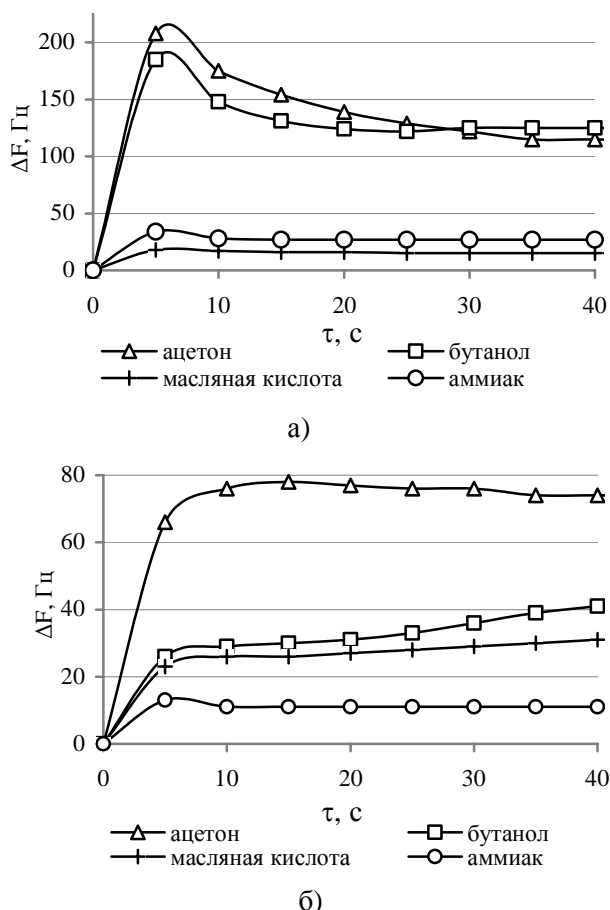 ΔF, Гц
200
150
100
50
0
0 10 20 30 40
τ, с
ацетон бутанол
масляная кислота аммиак
а)
ΔF, Гц
80
60
40
20
0
0 10 20 30 40
τ, с
ацетон бутанол
масляная кислота аммиак
б)